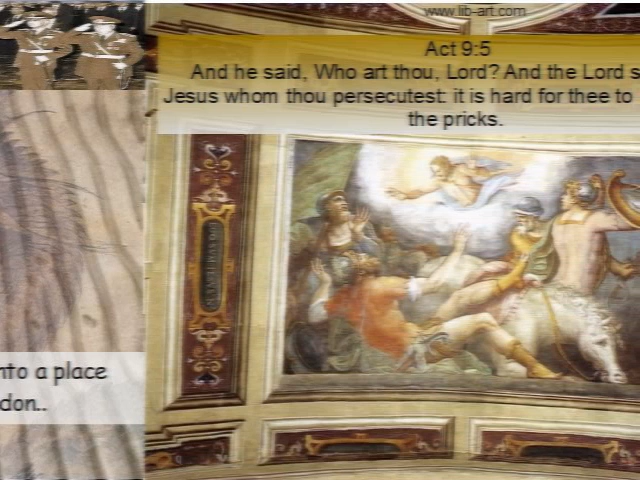 www.lib-art.com
Act 9:5
And he said, Who art thou, Lord? And the Lord s
Jesus whom thou persecutest: it is hard for thee to
the pricks.
nto a place
don..